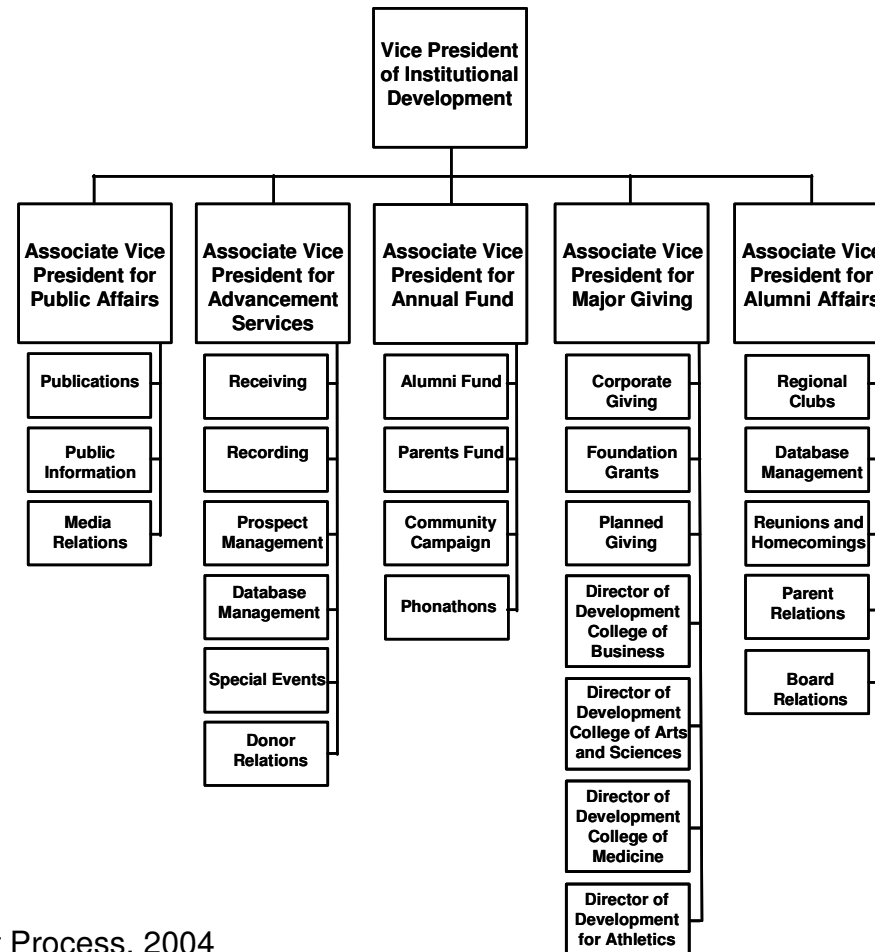 Vice President
of Institutional
Development
Associate Vice
President for
Public Affairs
Publications
Public
Information
Media
Relations
Associate Vice
President for
Advancement
Services
Receiving
Recording
Prospect
Management
Database
Management
Special Events
Donor
Relations
Associate Vice
President for
Annual Fund
Alumni Fund
Parents Fund
Community
Campaign
Phonathons
Associate Vice
President for
Major Giving
Corporate
Giving
Foundation
Grants
Planned
Giving
Director of
Development
College of
Business
Director of
Development
College of Arts
and Sciences
Director of
Development
College of
Medicine
Director of
Development
for Athletics
Associate Vice
President for
Alumni Affairs
Regional
Clubs
Database
Management
Reunions and
Homecomings
Parent
Relations
Board
Relations
Process, 2004